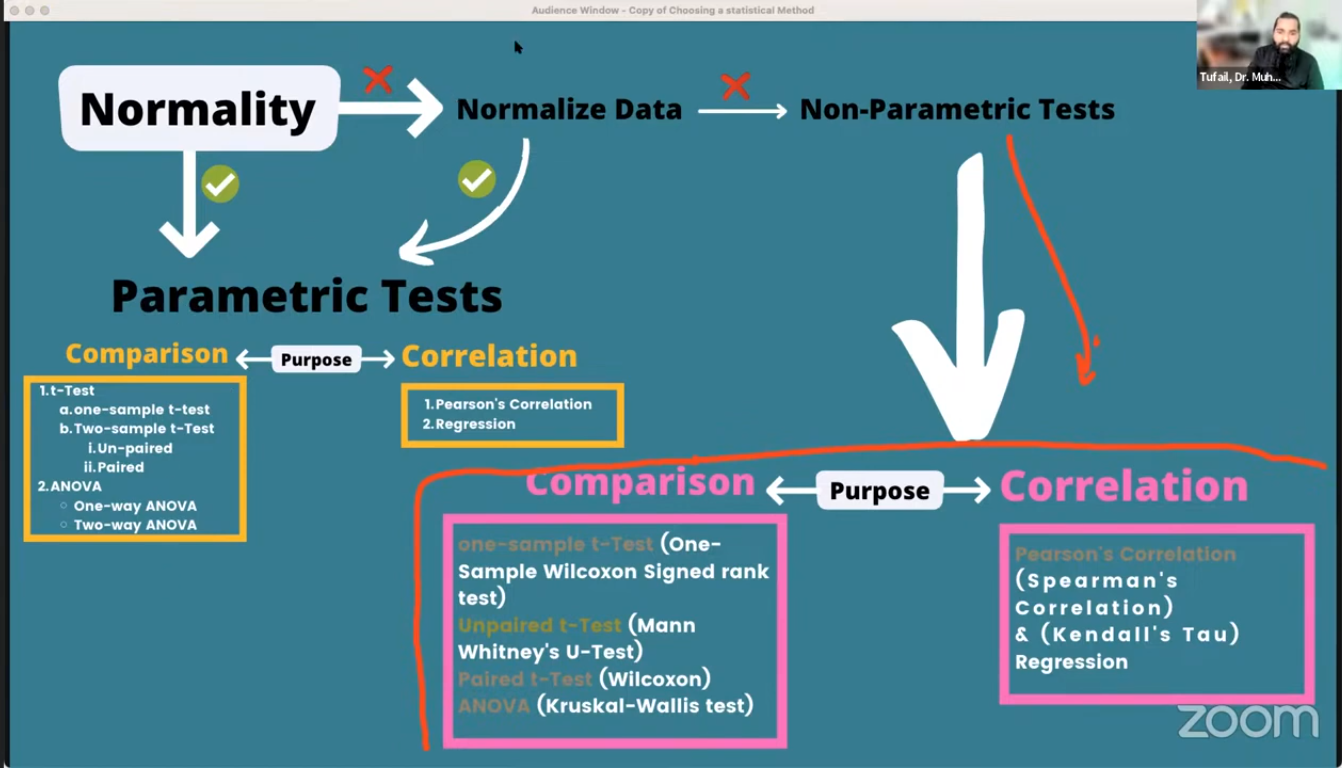 Audience Window - Copy of Choosing a statistical Method
Tufail, Dr. Muh...
Normality
Normalize Data
Non-Parametric Tests
Parametric Tests
Comparison
Purpose
Correlation
1.t-Test
a.one-sample t-test
b.Two-sample t-Test
i.Un-paired
ii.Paired
2.ANOVA
One-way ANOVA
Two-way ANOVA
1.Pearson's Correlation
2.Regression
Comparison
Purpose
Correlation
one-sample t-Test (One-
Sample Wilcoxon Signed rank
test)
Unpaired t-Test (Mann
Whitney's U-Test)
Paired t-Test (Wilcoxon)
ANOVA (Kruskal-Wallis test)
Pearson's Correlation
(Spearman's
Correlation)
& (Kendall's Tau)
Regression
zoom